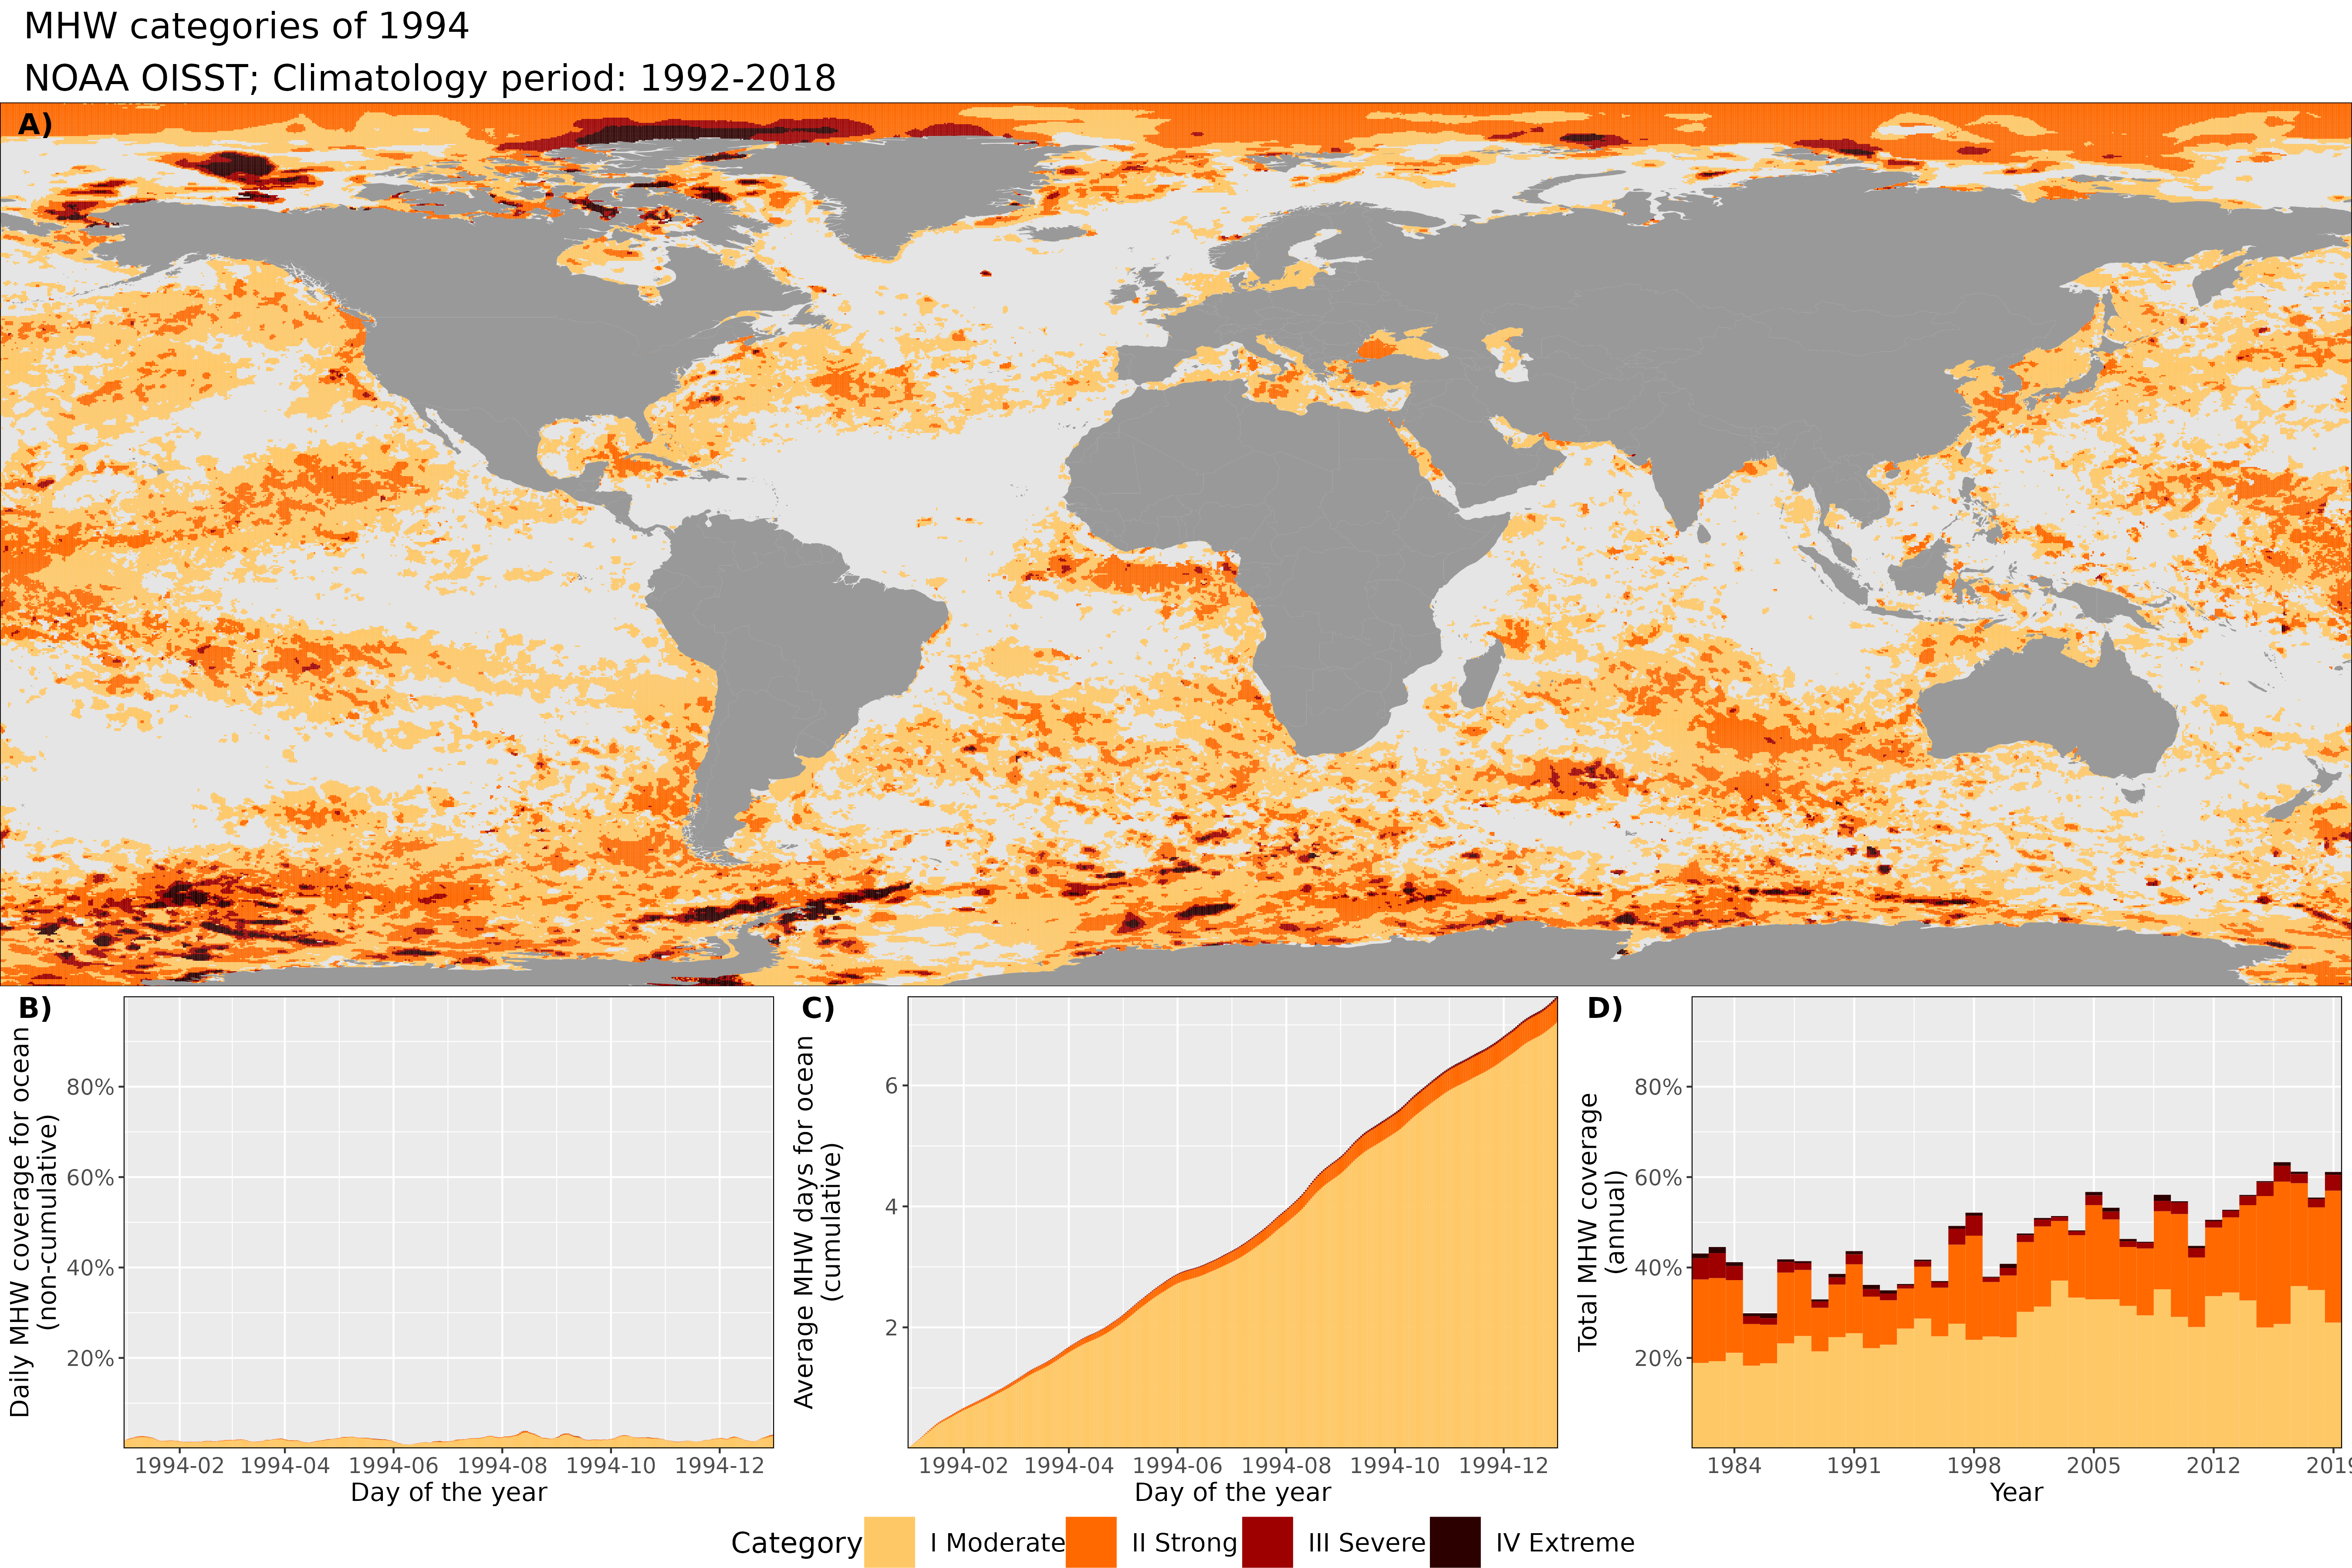 MHW categories of 1994
NOAA OISST; Climatology period: 1992-2018
A)
B)
Daily MHW coverage for ocean
(non-cumulative)
80%
60%
40%
20%
1994-02 1994-04 1994-06 1994-08 1994-10 1994-12
Day of the year
C)
Average MHW days for ocean
(cumulative)
6
4
2
1994-02 1994-04 1994-06 1994-08 1994-10 1994-12
Day of the year
D)
Total MHW coverage
(annual)
80%
60%
40%
20%
1984 1991 1998 2005 2012 2019
Year
Category I Moderate II Strong III Severe IV Extreme